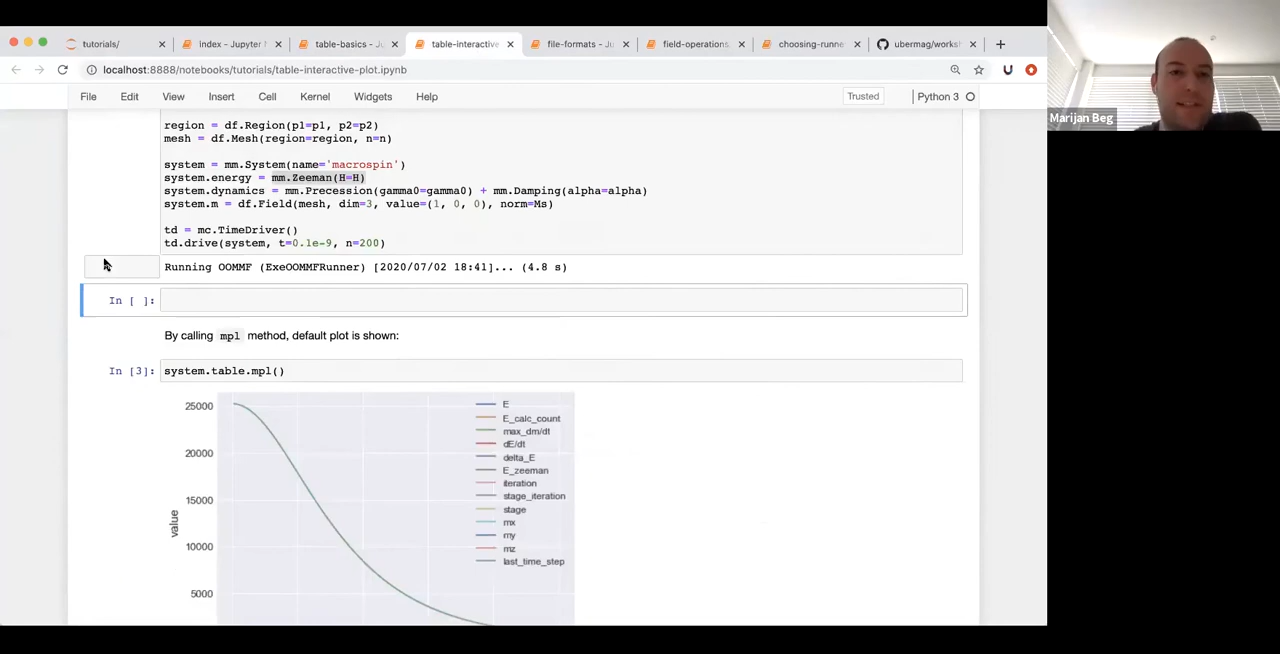 tutorials/
index - Jupyter N
table-basics - Ju
table-interactive
file-formats - Ju
field-operations
choosing-runne
ubermag/worksh
localhost:8888/notebooks/tutorials/table-interactive-plot.ipynb
Marijan Beg
File Edit View Insert Cell Kernel Widgets Help
Trusted
Python 3
region = df.Region(p1=p1, p2=p2)
mesh = df.Mesh(region=region, n=n)
system = mm.System(name='macrospin')
system.energy = mm.Zeeman(H=H)
system.dynamics = mm.Precession(gamma0=gamma0) + mm.Damping(alpha=alpha)
system.m = df.Field(mesh, dim=3, value=(1, 0, 0), norm=Ms)
td = mc.TimeDriver()
td.drive(system, t=0.1e-9, n=200)
Running OOMMF (ExeOOMMFRunner) [2020/07/02 18:41]... (4.8 s)
In [ ]:
By calling mpl method, default plot is shown:
In [3]: system.table.mpl()
25000
20000
15000
10000
5000
value
E
E_calc_count
max_dm/dt
dE/dt
delta_E
E_zeeman
iteration
stage_iteration
stage
mx
my
mz
last_time_step